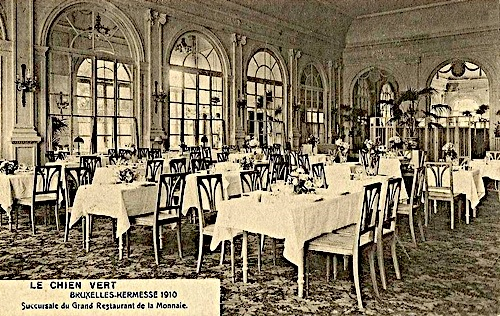 LE CHIEN VERT
BRUXELLES-KERMESSE 1910
Succursale du Grand Restaurant de la Monnaie.